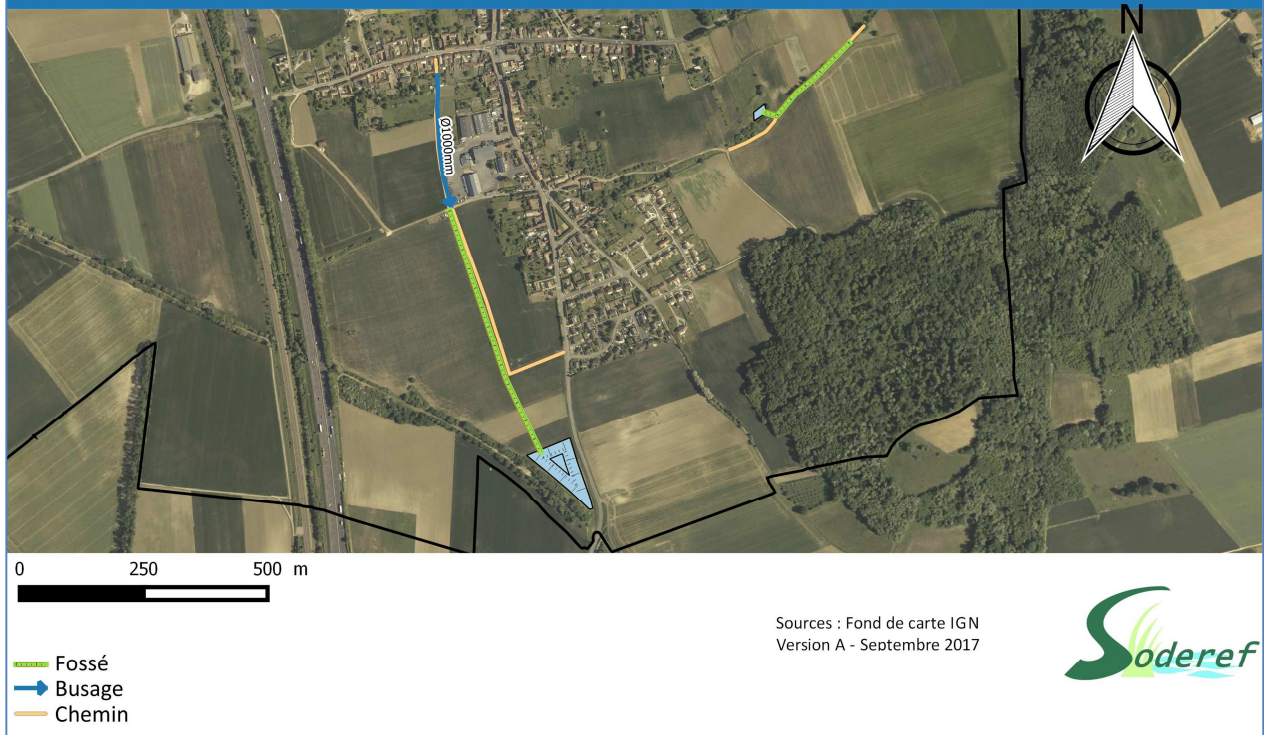 N
Ø1000mm
0 250 500 m
Sources : Fond de carte IGN
Version A - Septembre 2017
Soderef
Fossé
Busage
Chemin